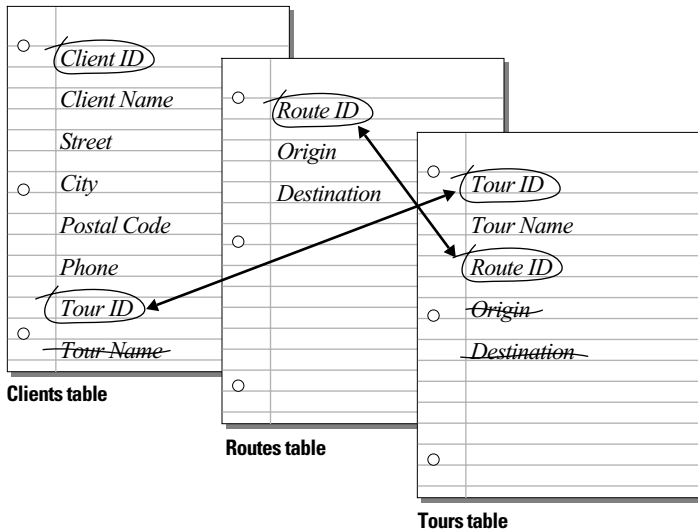 Client ID
Client Name
Street
City
Postal Code
Phone
Tour ID
Tour Name
Clients table
Route ID
Origin
Destination
Routes table
Tour ID
Tour Name
Route ID
Origin
Destination
Tours table